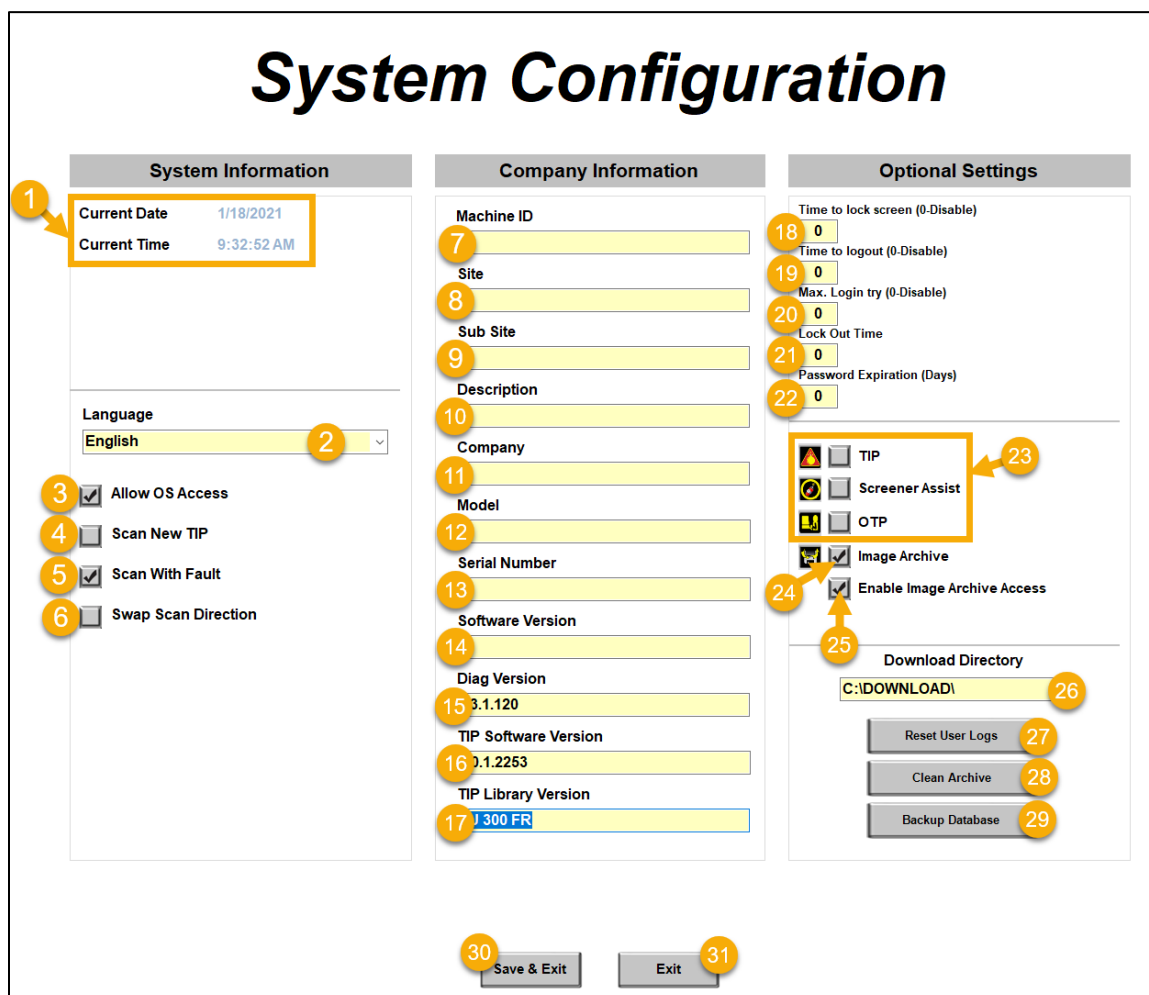 System Configuration
System Information
1
Current Date 1/18/2021
Current Time 9:32:52 AM
Language
English 2
3 Allow OS Access
4 Scan New TIP
5 Scan With Fault
6 Swap Scan Direction
Company Information
Machine ID
7
Site
8
Sub Site
9
Description
10
Company
11
Model
12
Serial Number
13
Software Version
14
Diag Version
15 3.1.120
TIP Software Version
16 0.1.2253
TIP Library Version
17 300 FR
Optional Settings
Time to lock screen (0-Disable)
18 0
Time to logout (0-Disable)
19 0
Max. Login try (0-Disable)
20 0
Lock Out Time
21 0
Password Expiration (Days)
22 0
TIP 23
Screener Assist
OTP
Image Archive
24 Enable Image Archive Access
25
Download Directory
C:\DOWNLOAD\ 26
Reset User Logs 27
Clean Archive 28
Backup Database 29
30 Save & Exit
Exit 31